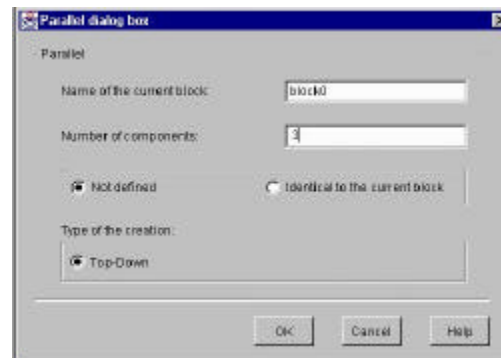 Parallel dialog box
Parallel
Name of the current block:
block0
Number of components:
3
Not defined
Identical to the current block
Type of the creation:
Top-Down
OK
Cancel
Help